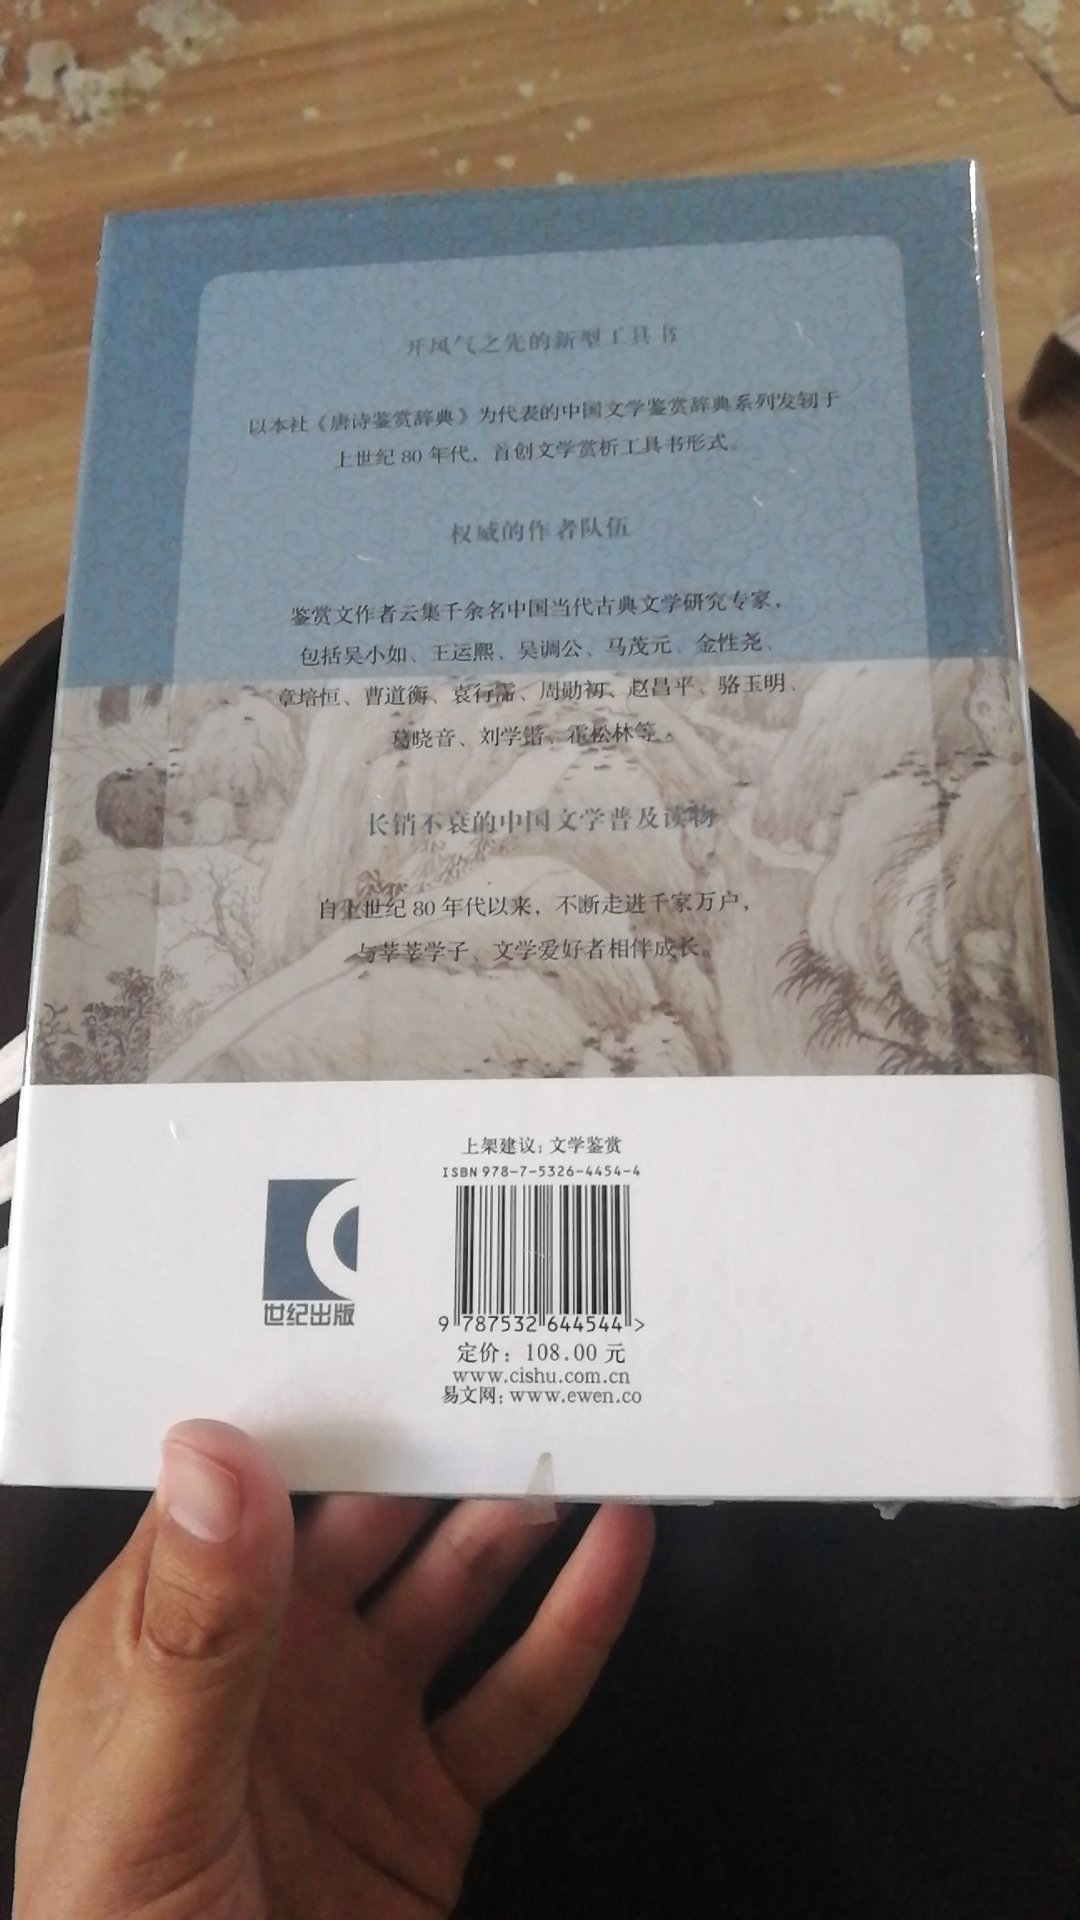 开风气之先的新型工具书
以本社《唐诗鉴赏辞典》为代表的中国文学鉴赏辞典系列发轫于
上世纪80年代，首创文学赏析工具书形式。
权威的作者队伍
鉴赏文作者云集千余名中国当代古典文学研究专家，
包括吴小如、王运熙、吴调公、马茂元、金性尧、
章培恒、曹道衡、袁行霈、周勋初、赵昌平、骆玉明、
葛晓音、刘学锴、霍松林等。
长销不衰的中国文学普及读物
自上世纪80年代以来，不断走进千家万户，
与莘莘学子、文学爱好者相伴成长。
上架建议：文学鉴赏
ISBN 978-7-5326-4454-4
世纪出版
9 787532 644544 >
定价：108.00 元
www.cishu.com.cn
易文网：www.ewen.co